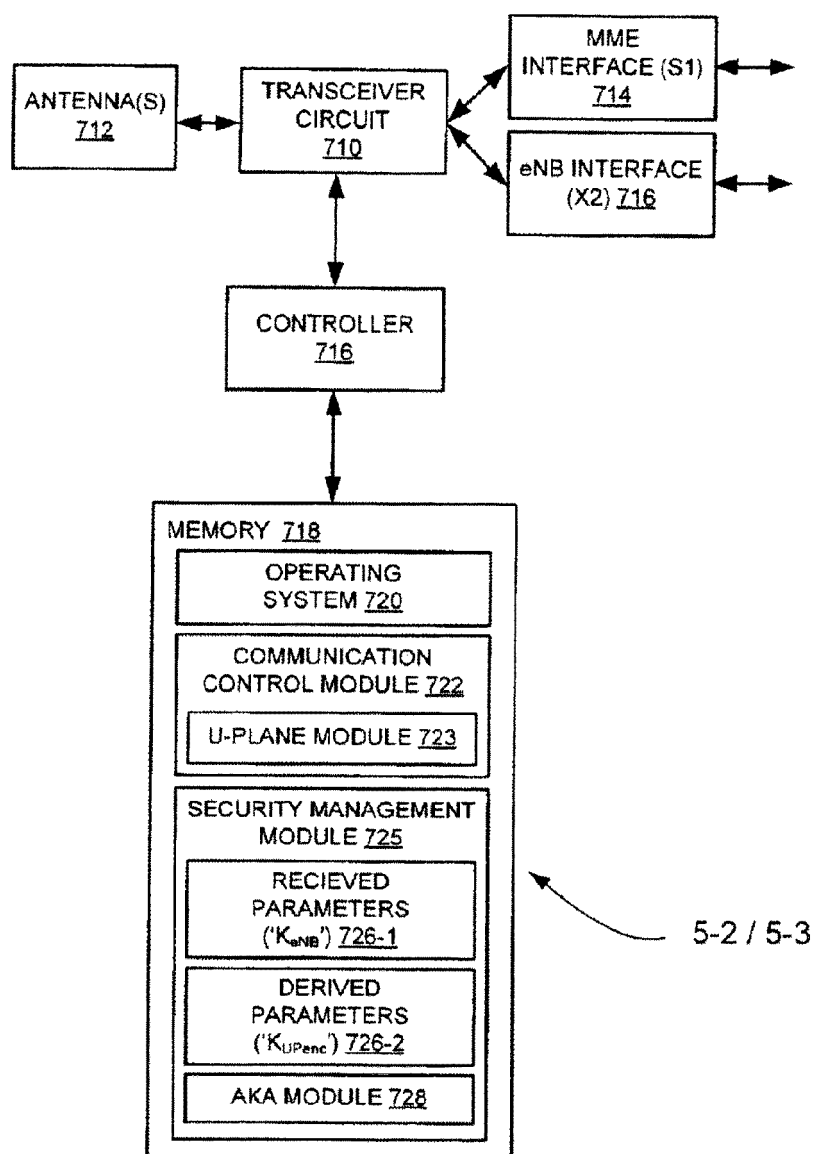 ANTENNA(S)
712
TRANSCEIVER
CIRCUIT
710
MME
INTERFACE (S1)
714
eNB INTERFACE
(X2) 716
CONTROLLER
716
MEMORY 718
OPERATING
SYSTEM 720
COMMUNICATION
CONTROL MODULE 722
U-PLANE MODULE 723
SECURITY MANAGEMENT
MODULE 725
RECIEVED
PARAMETERS
('KeNB') 726-1
DERIVED
PARAMETERS
('KUPenc') 726-2
AKA MODULE 728
5-2 / 5-3